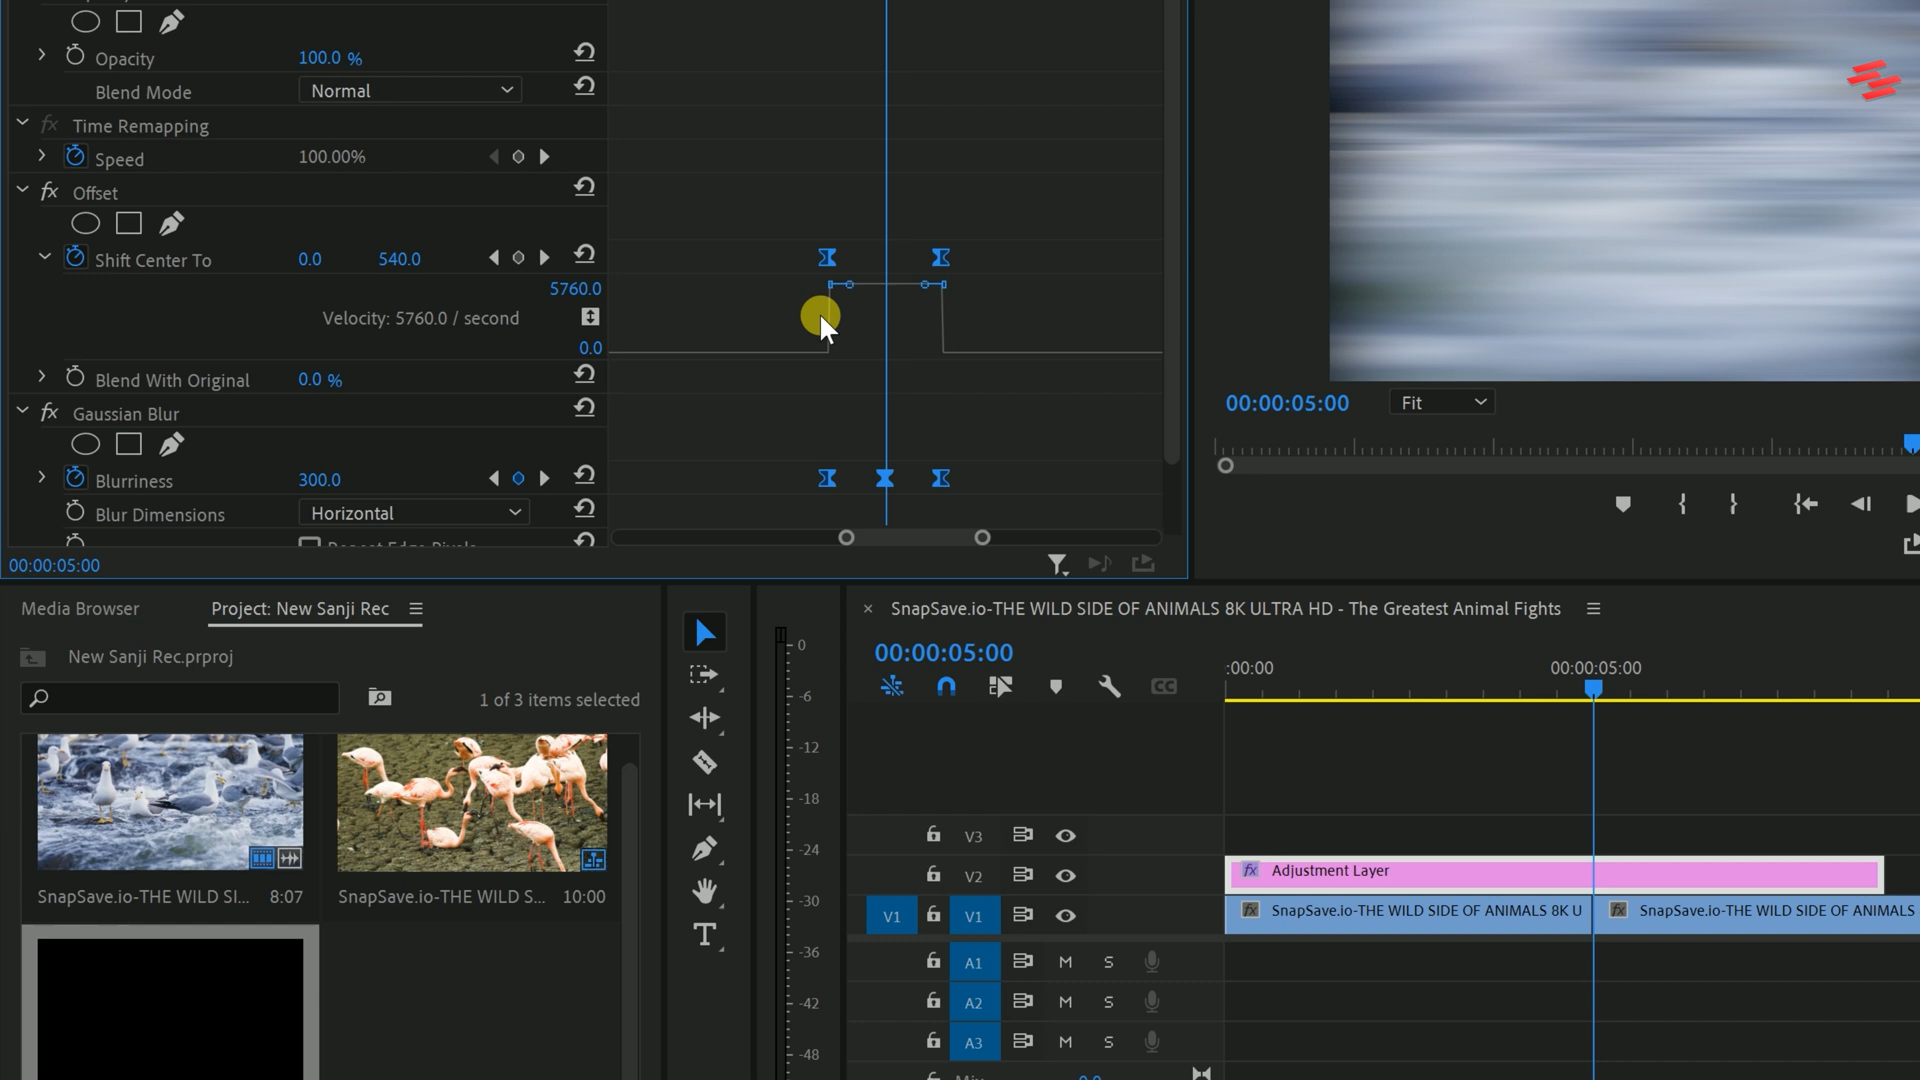 Opacity 100.0 %
Blend Mode Normal
fx Time Remapping
Speed 100.00%
fx Offset
Shift Center To 0.0 540.0
5760.0
Velocity: 5760.0 / second
0.0
Blend With Original 0.0 %
fx Gaussian Blur
Blurriness 300.0
Blur Dimensions Horizontal
00:00:05:00
00:00:05:00 Fit
Media Browser Project: New Sanji Rec
New Sanji Rec.prproj
1 of 3 items selected
SnapSave.io-THE WILD SI... 8:07
SnapSave.io-THE WILD S... 10:00
0
-6
-12
-18
-24
-30
-36
-42
-48
SnapSave.io-THE WILD SIDE OF ANIMALS 8K ULTRA HD - The Greatest Animal Fights
00:00:05:00
:00:00 00:00:05:00
CC
V3
V2 fx Adjustment Layer
V1 V1 fx SnapSave.io-THE WILD SIDE OF ANIMALS 8K U fx SnapSave.io-THE WILD SIDE OF ANIMALS
A1 M S
A2 M S
A3 M S